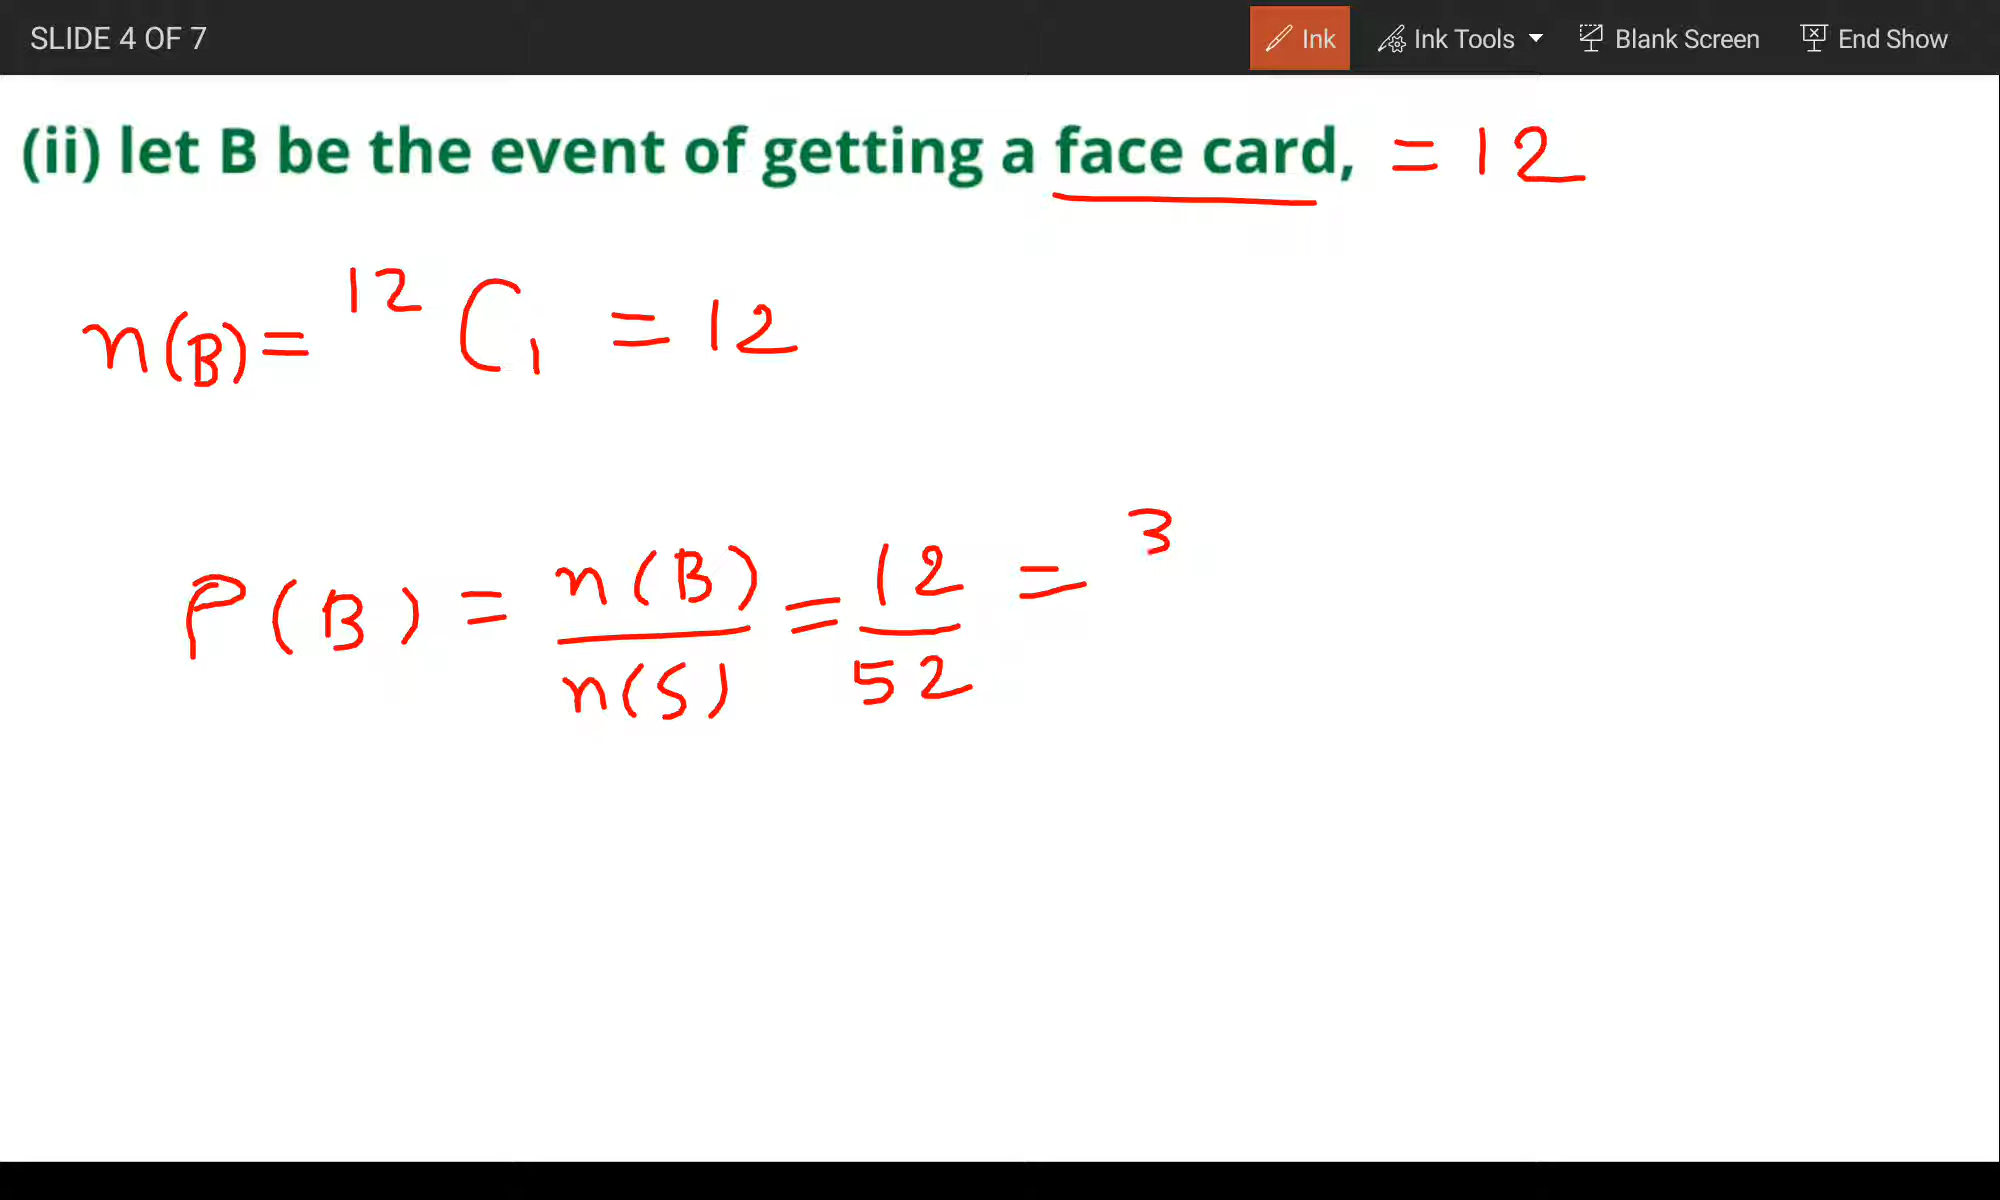 SLIDE 4 OF 7 Ink Ink Tools Blank Screen End Show
(ii) let B be the event of getting a face card, = 12
n(B) = ¹²C₁ = 12
P(B) = n(B)/n(S) = 12/52 = 3